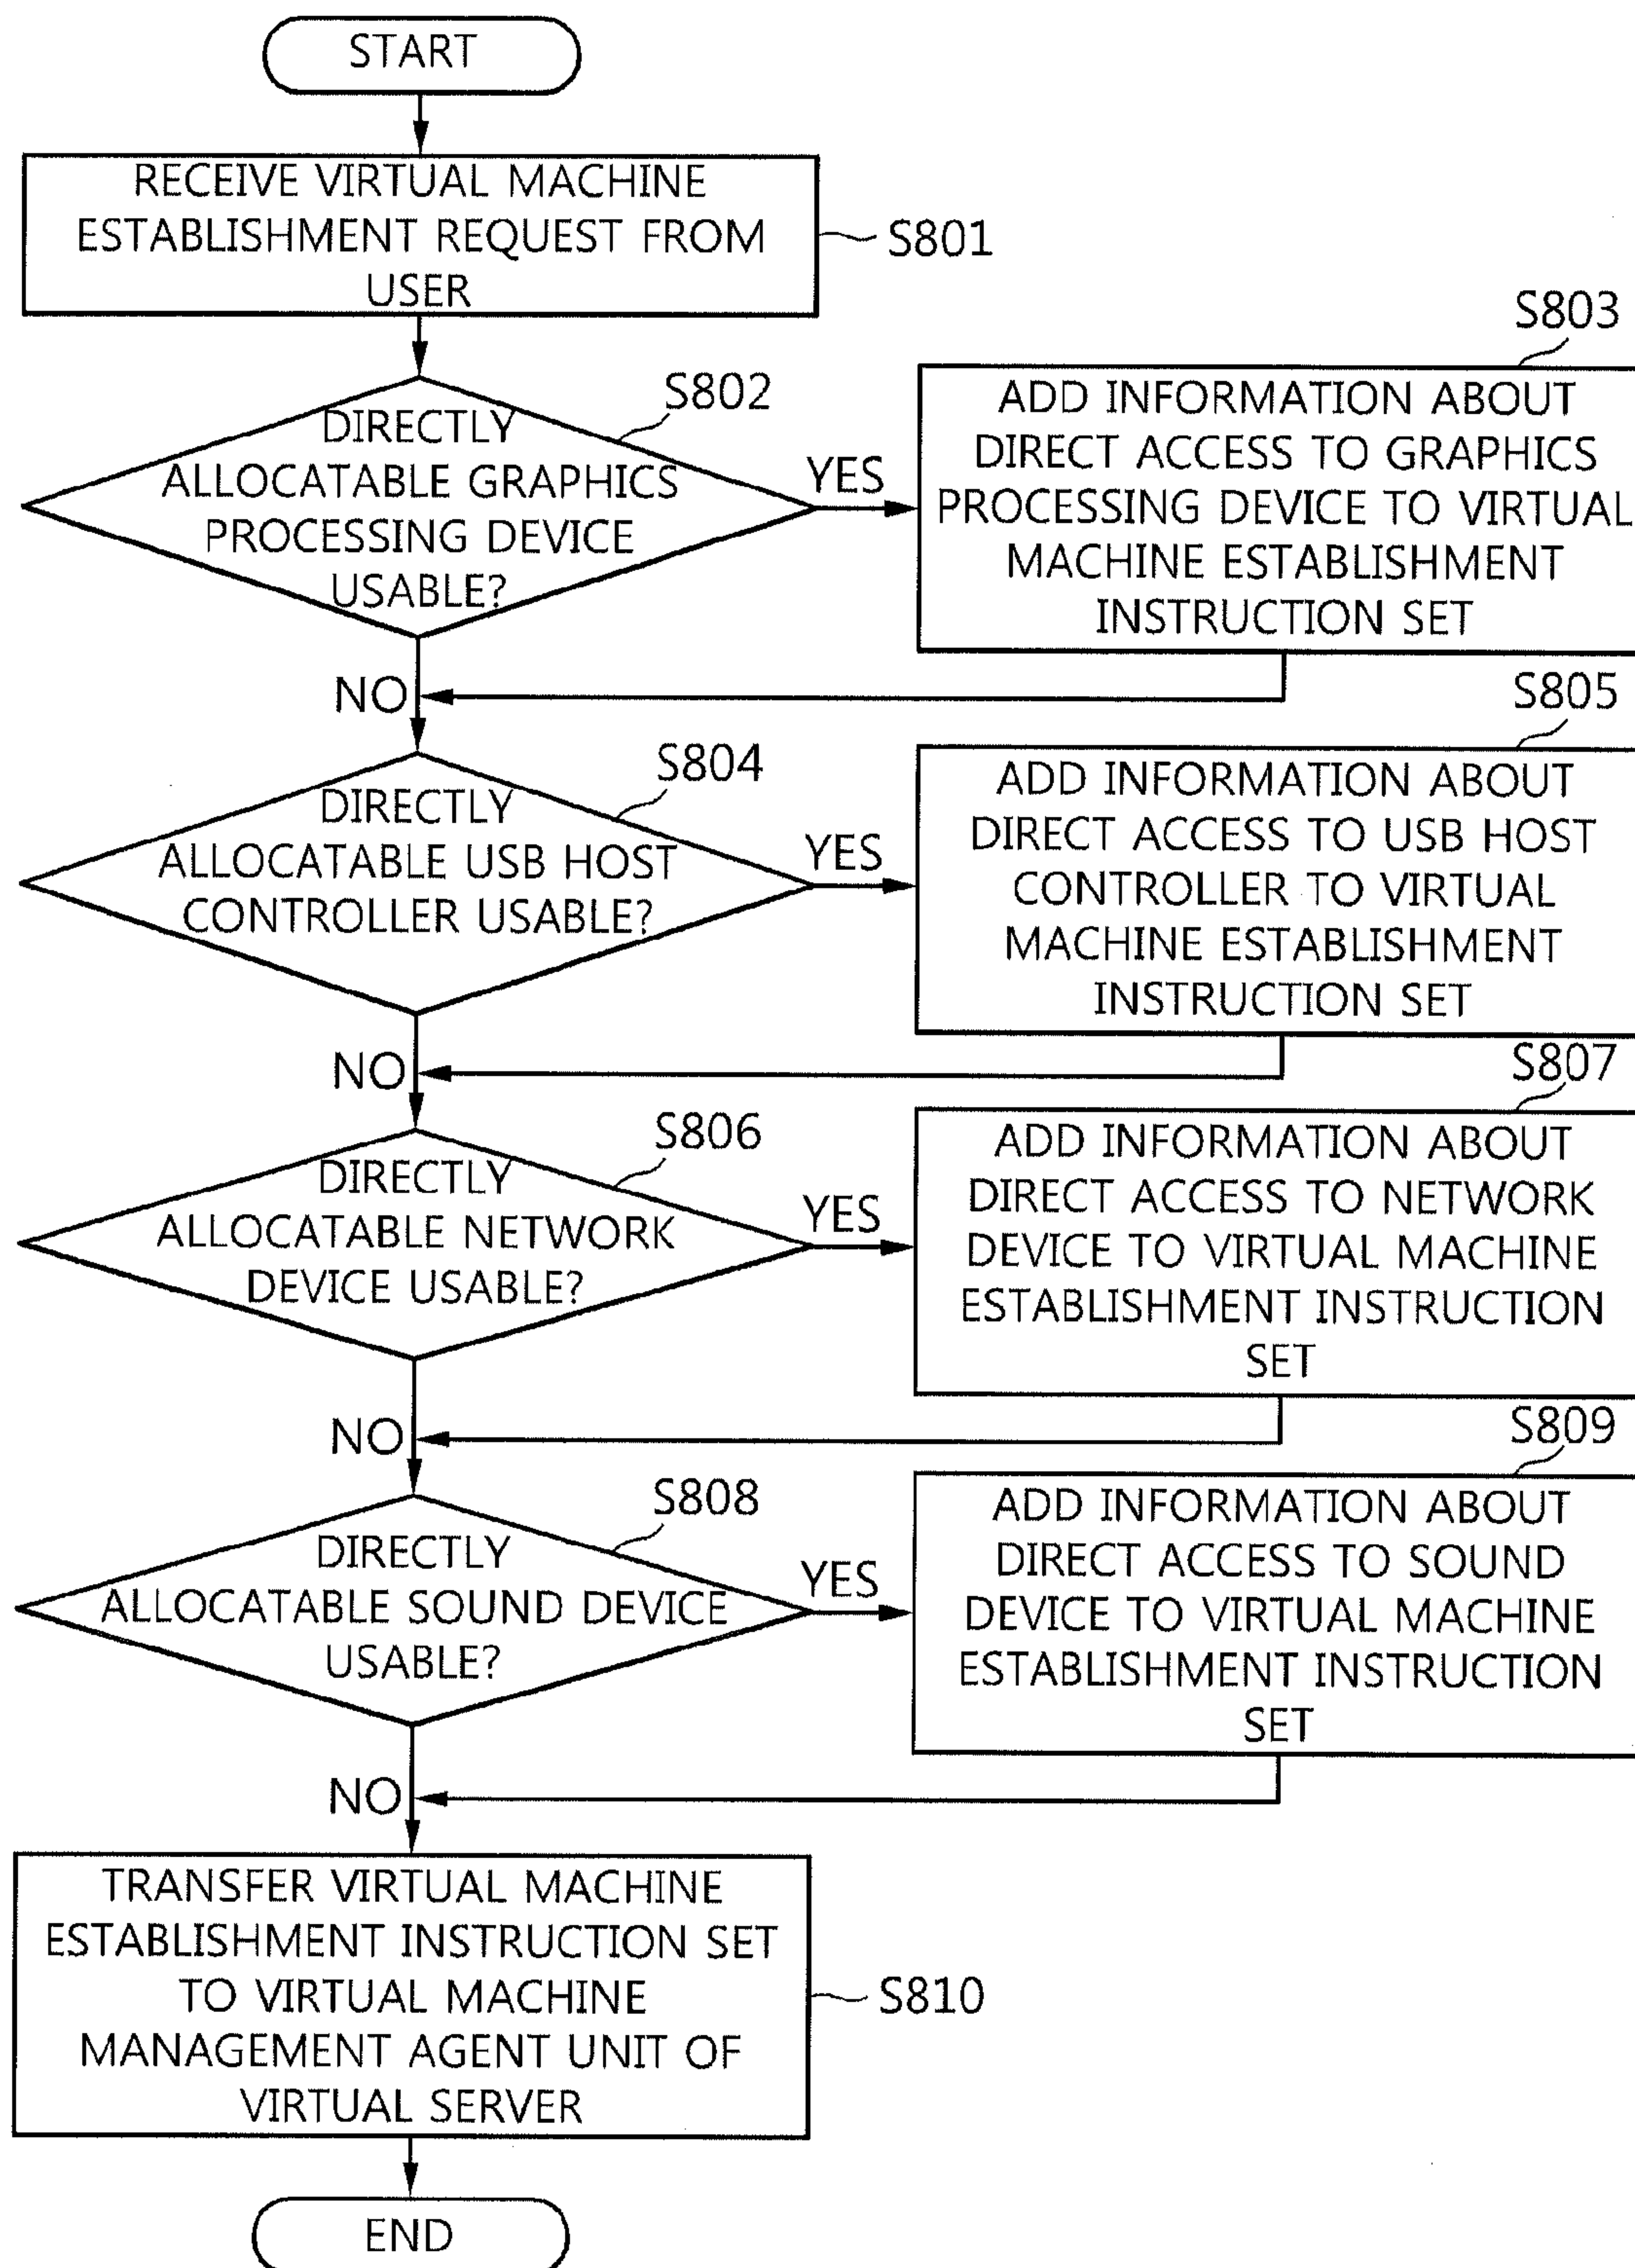 START
RECEIVE VIRTUAL MACHINE
ESTABLISHMENT REQUEST FROM
USER
S801
S802
DIRECTLY
ALLOCATABLE GRAPHICS
PROCESSING DEVICE
USABLE?
YES
S803
ADD INFORMATION ABOUT
DIRECT ACCESS TO GRAPHICS
PROCESSING DEVICE TO VIRTUAL
MACHINE ESTABLISHMENT
INSTRUCTION SET
NO
S804
DIRECTLY
ALLOCATABLE USB HOST
CONTROLLER USABLE?
YES
S805
ADD INFORMATION ABOUT
DIRECT ACCESS TO USB HOST
CONTROLLER TO VIRTUAL
MACHINE ESTABLISHMENT
INSTRUCTION SET
NO
S806
DIRECTLY
ALLOCATABLE NETWORK
DEVICE USABLE?
YES
S807
ADD INFORMATION ABOUT
DIRECT ACCESS TO NETWORK
DEVICE TO VIRTUAL MACHINE
ESTABLISHMENT INSTRUCTION
SET
NO
S808
DIRECTLY
ALLOCATABLE SOUND DEVICE
USABLE?
YES
S809
ADD INFORMATION ABOUT
DIRECT ACCESS TO SOUND
DEVICE TO VIRTUAL MACHINE
ESTABLISHMENT INSTRUCTION
SET
NO
TRANSFER VIRTUAL MACHINE
ESTABLISHMENT INSTRUCTION SET
TO VIRTUAL MACHINE
MANAGEMENT AGENT UNIT OF
VIRTUAL SERVER
S810
END